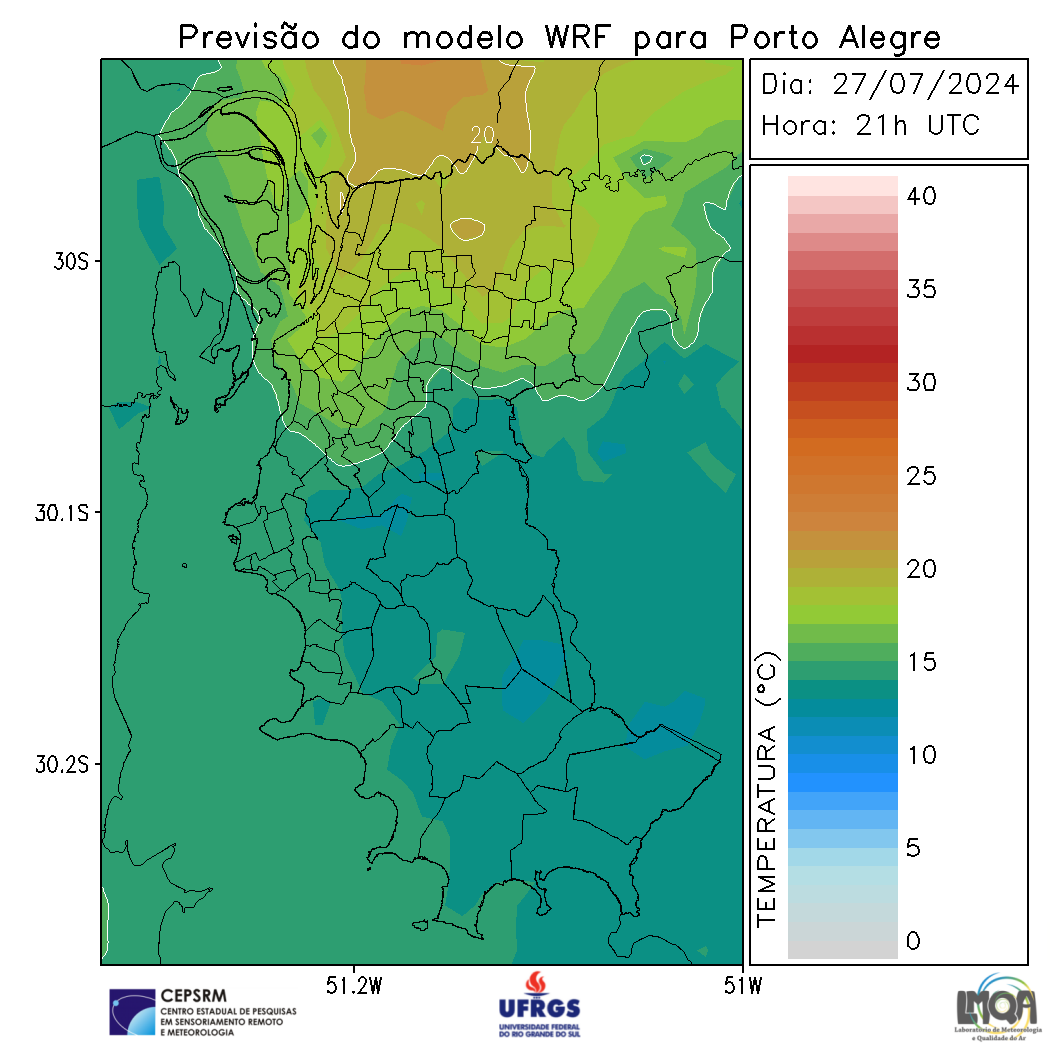 Previsão do modelo WRF para Porto Alegre
Dia: 27/07/2024
Hora: 21h UTC
20
30S
30.1S
30.2S
51.2W
51W
40
35
30
25
20
15
10
5
0
TEMPERATURA (°C)
CEPSRM
CENTRO ESTADUAL DE PESQUISAS
EM SENSORIAMENTO REMOTO
E METEOROLOGIA
UFRGS
UNIVERSIDADE FEDERAL
DO RIO GRANDE DO SUL
LMQA
Laboratório de Meteorologia
e Qualidade do Ar